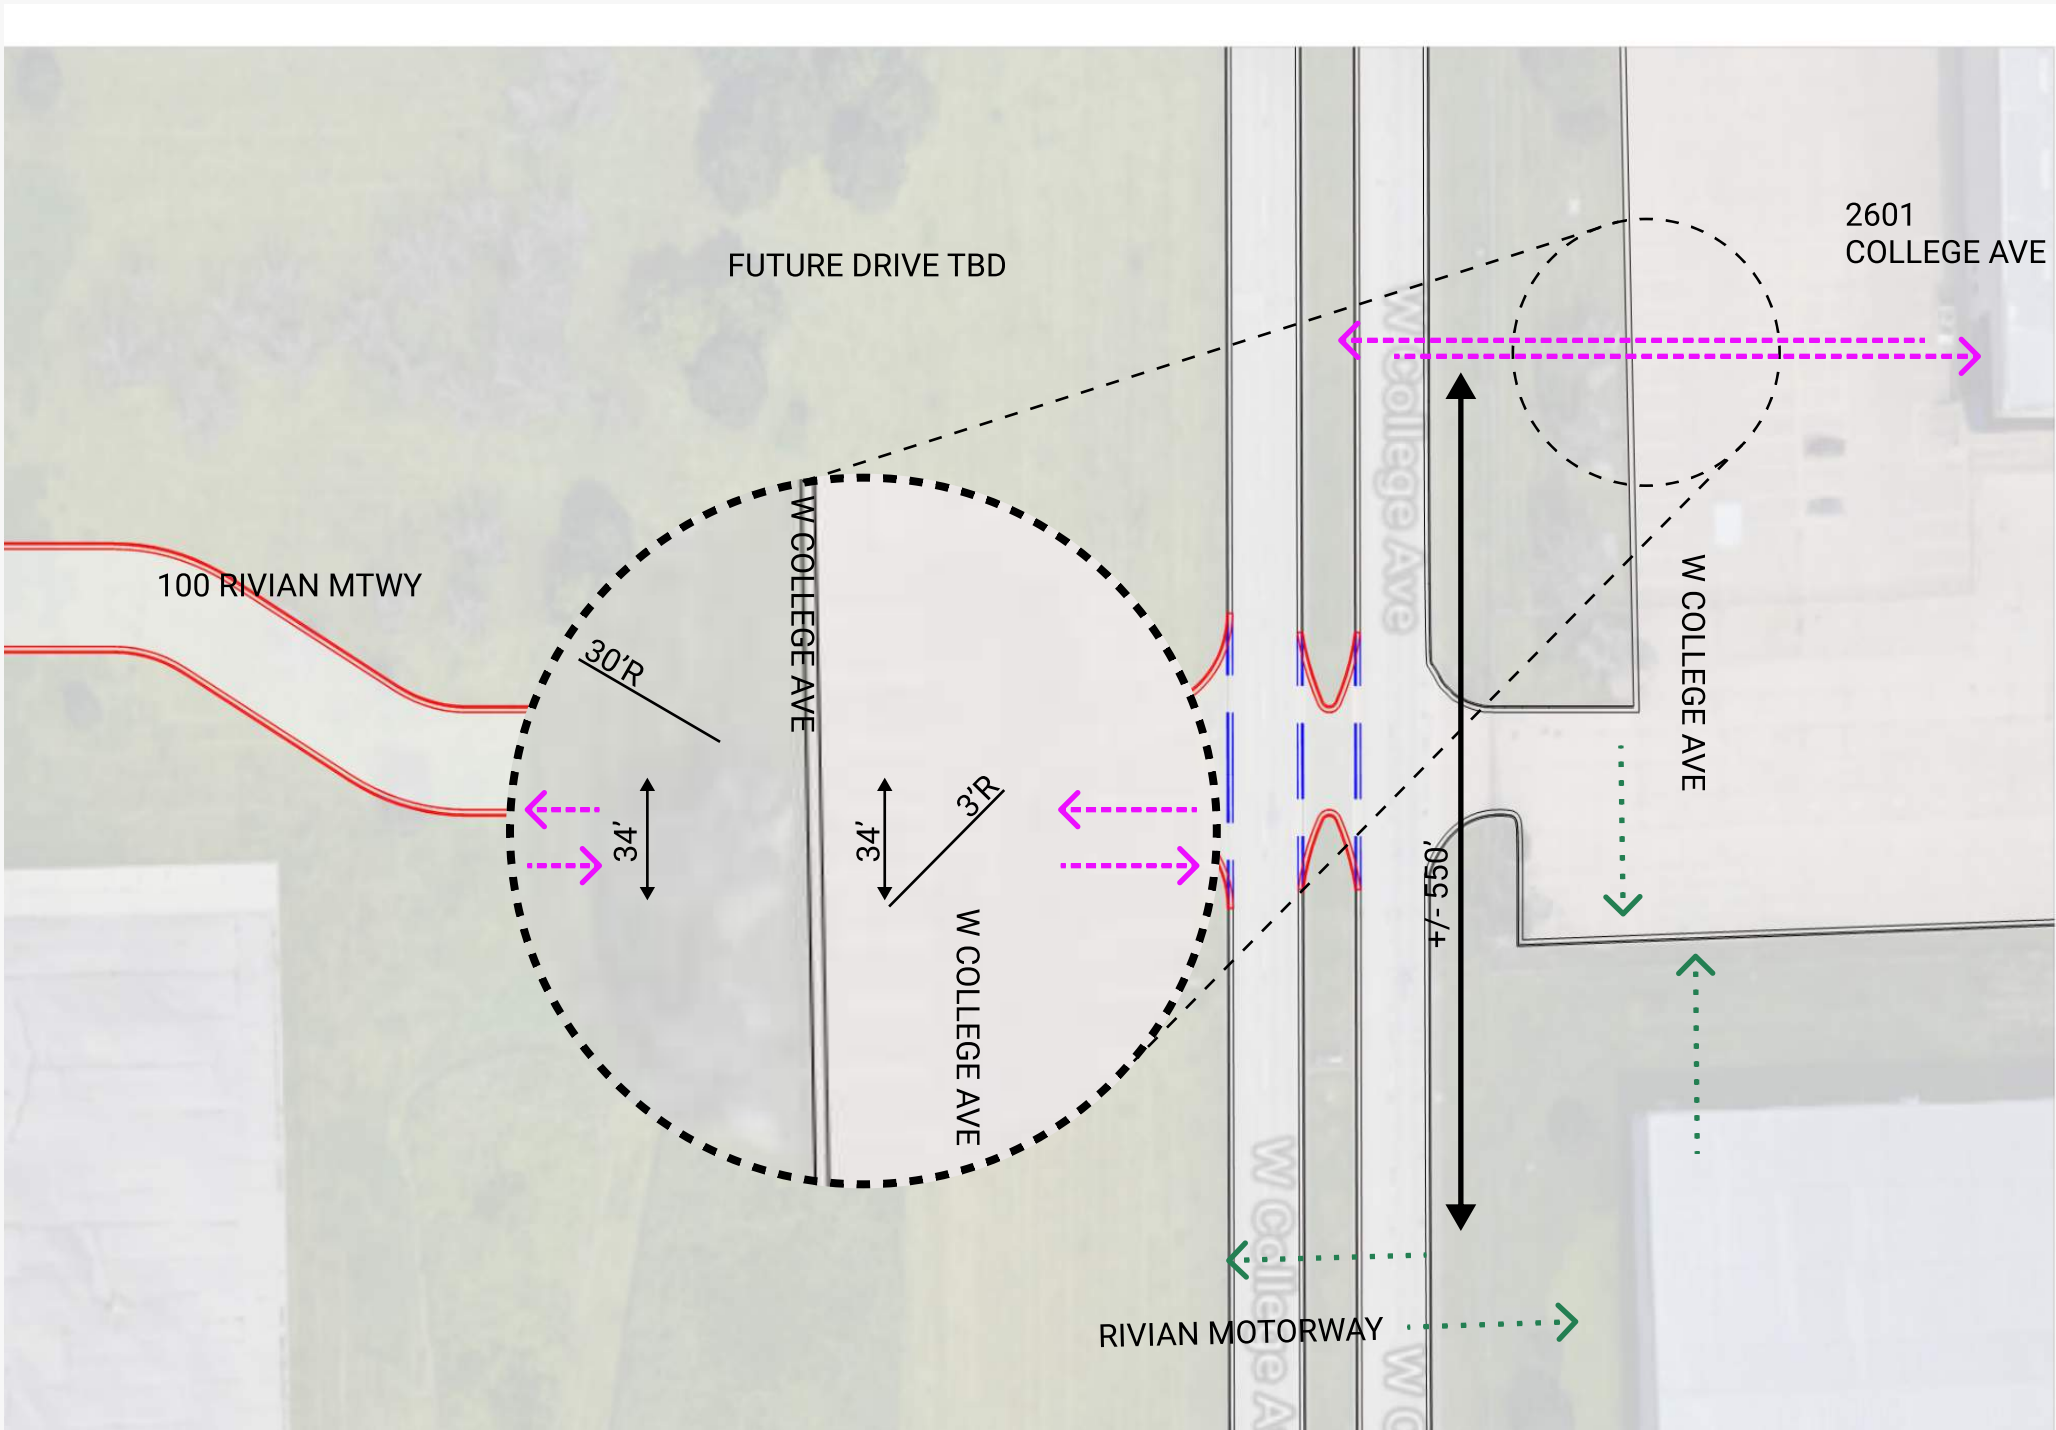 2601
COLLEGE AVE
FUTURE DRIVE TBD
W College Ave
100 RIVIAN MTWY
W COLLEGE AVE
W COLLEGE AVE
30'R
3'R
34'
34'
+/- 550'
W COLLEGE AVE
W College A
RIVIAN MOTORWAY
W C